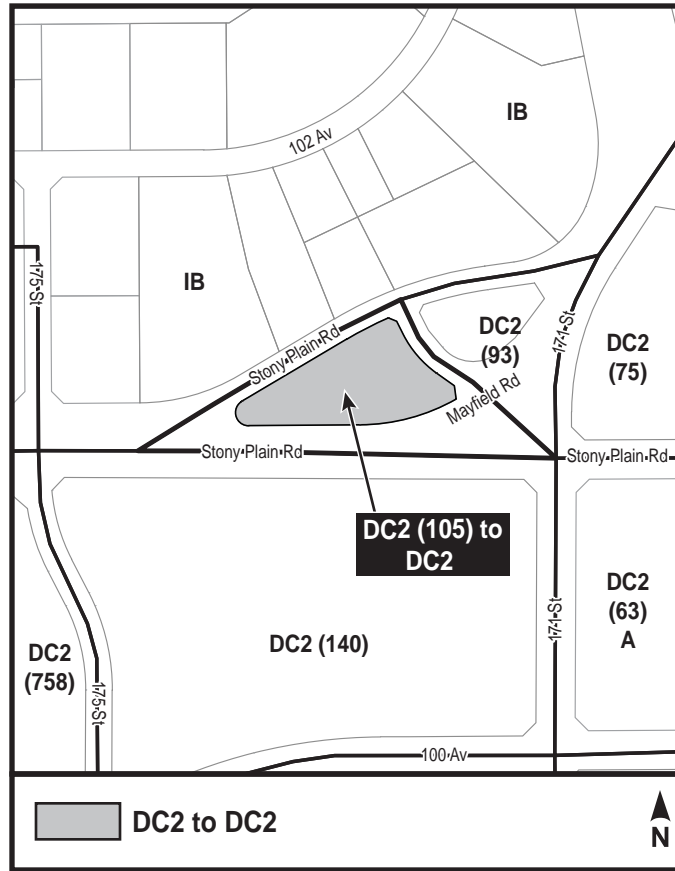 IB
102 Av
IB
175 St
Stony Plain Rd
DC2
(93)
171 St
DC2
(75)
Mayfield Rd
Stony Plain Rd
Stony Plain Rd
DC2 (105) to
DC2
DC2
(63)
A
171 St
DC2 (140)
DC2
(758)
175 St
100 Av
DC2 to DC2
N